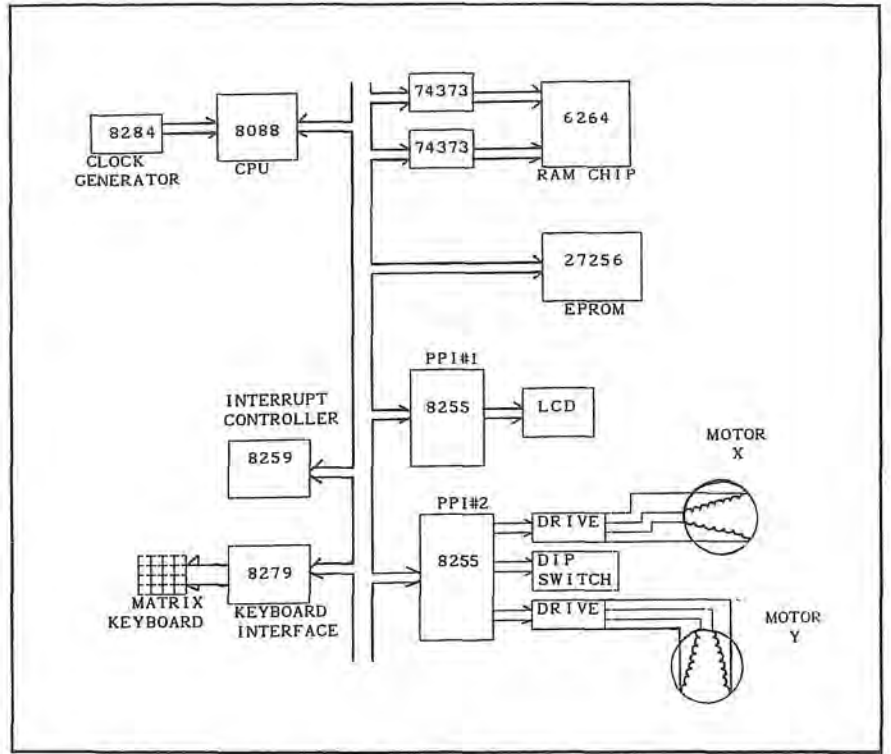 8284
CLOCK
GENERATOR
8088
CPU
74373
74373
6264
RAM CHIP
27256
EPROM
PPI#1
8255
LCD
INTERRUPT
CONTROLLER
8259
MOTOR
X
PPI#2
8255
DRIVE
DIP
SWITCH
DRIVE
MOTOR
Y
8279
KEYBOARD
INTERFACE
MATRIX
KEYBOARD